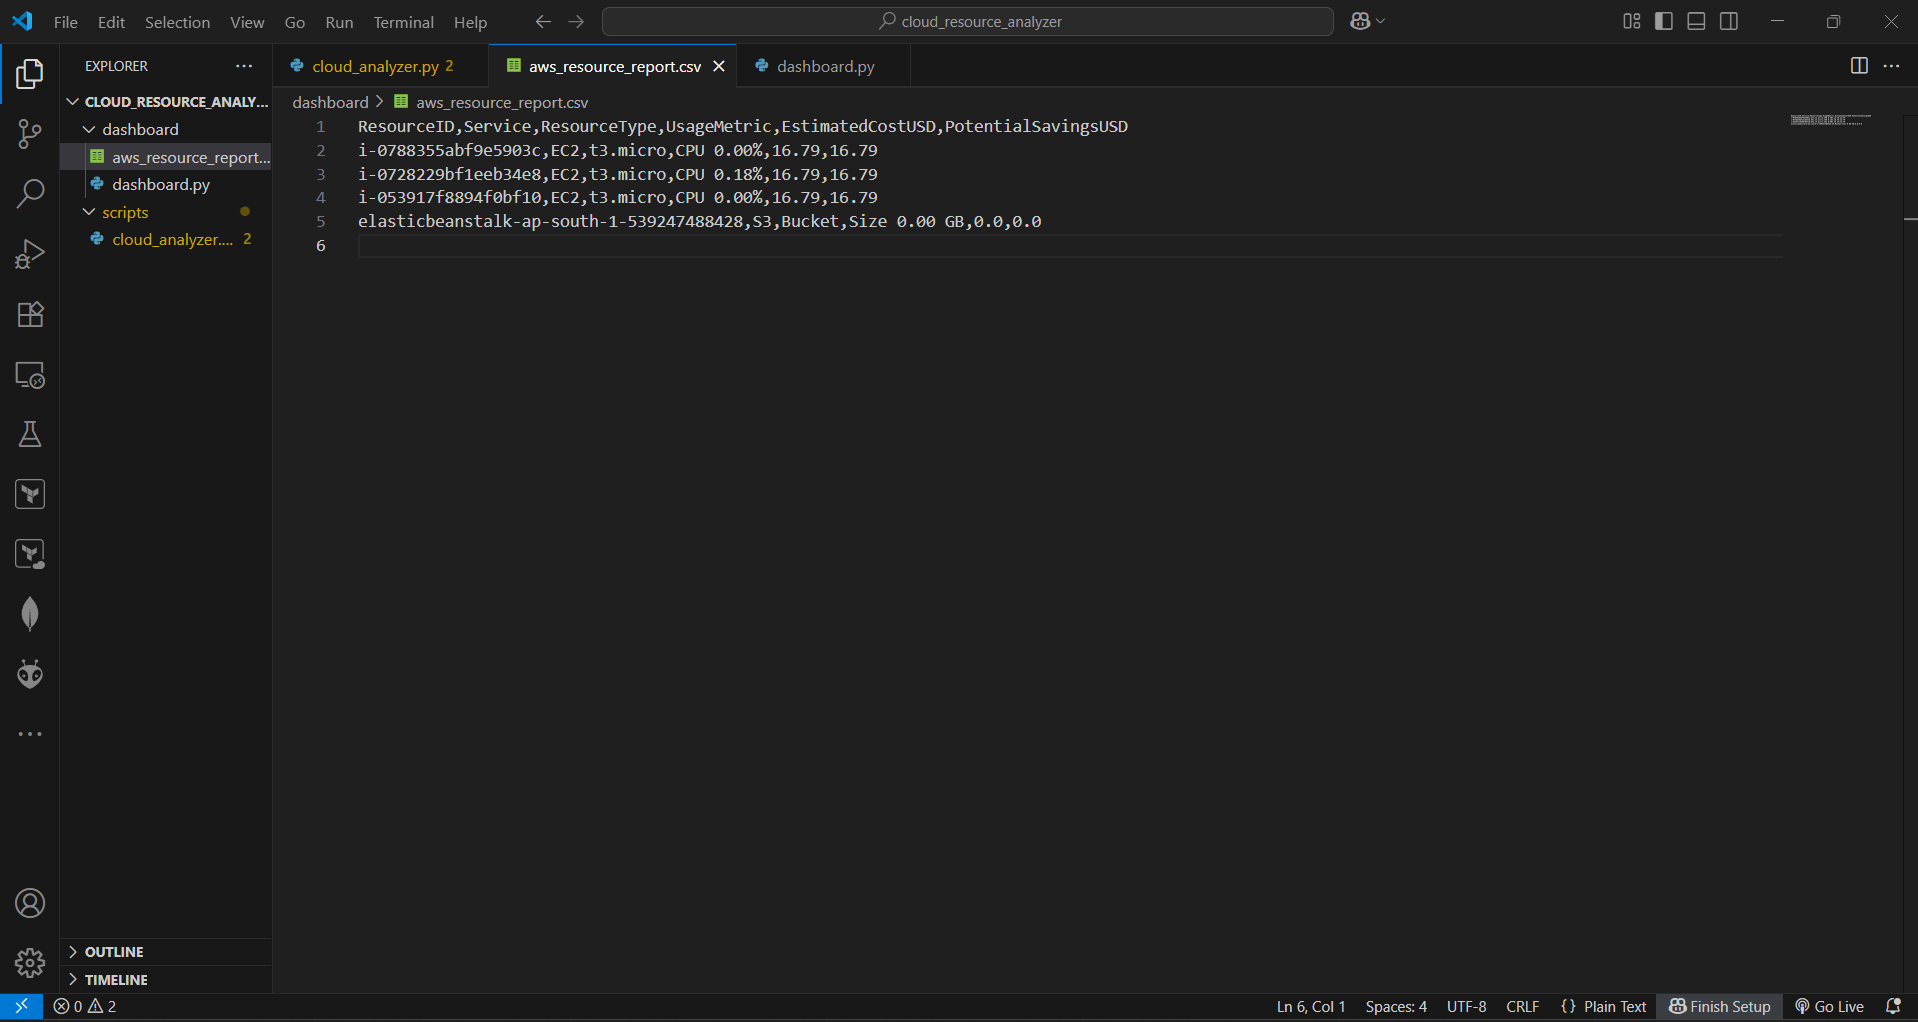 File Edit Selection View Go Run Terminal Help
cloud_resource_analyzer
EXPLORER
CLOUD_RESOURCE_ANALY...
dashboard
aws_resource_report...
dashboard.py
scripts
cloud_analyzer.... 2
OUTLINE
TIMELINE
cloud_analyzer.py 2
aws_resource_report.csv
dashboard.py
dashboard > aws_resource_report.csv
1 ResourceID,Service,ResourceType,UsageMetric,EstimatedCostUSD,PotentialSavingsUSD
2 i-0788355abf9e5903c,EC2,t3.micro,CPU 0.00%,16.79,16.79
3 i-0728229bf1eeb34e8,EC2,t3.micro,CPU 0.18%,16.79,16.79
4 i-053917f8894f0bf10,EC2,t3.micro,CPU 0.00%,16.79,16.79
5 elasticbeanstalk-ap-south-1-539247488428,S3,Bucket,Size 0.00 GB,0.0,0.0
6
0 2
Ln 6, Col 1 Spaces: 4 UTF-8 CRLF {} Plain Text Finish Setup Go Live